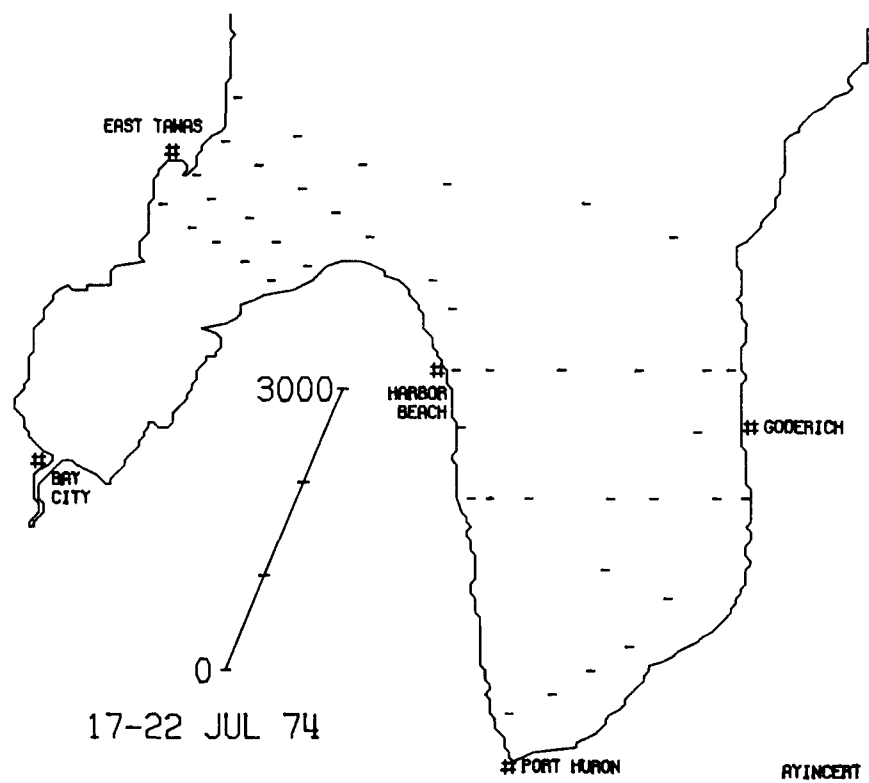 EAST TAWAS
#
3000
#
HARBOR
BEACH
# GODERICH
#
BAY
CITY
0
17-22 JUL 74
# PORT HURON
AYINCERT